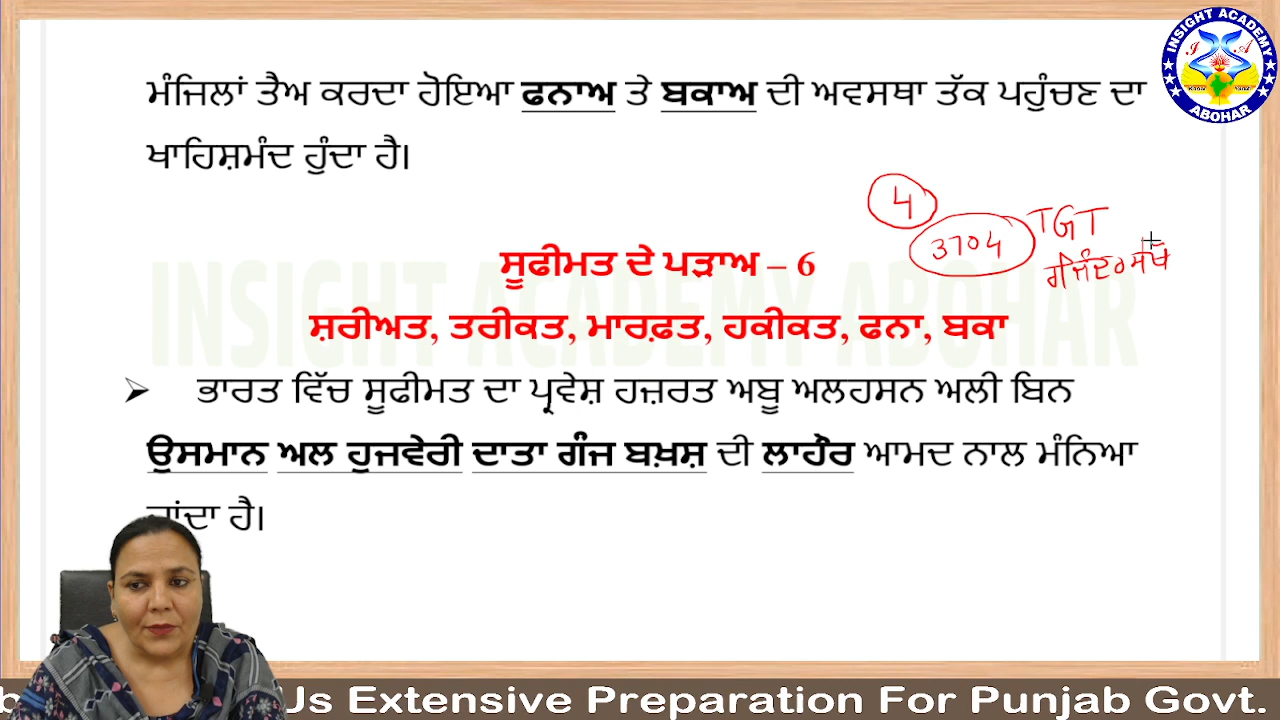 ਮੰਜਿਲਾਂ ਤੈਅ ਕਰਦਾ ਹੋਇਆ ਫਨਾਅ ਤੇ ਬਕਾਅ ਦੀ ਅਵਸਥਾ ਤੱਕ ਪਹੁੰਚਣ ਦਾ
ਖਾਹਿਸ਼ਮੰਦ ਹੁੰਦਾ ਹੈ।
INSIGHT ACADEMY
ABOHAR
4
3704 TGT
ਸੂਫੀਮਤ ਦੇ ਪੜਾਅ – 6
INSIGHT ACADEMY ABOHAR
ਸ਼ਰੀਅਤ, ਤਰੀਕਤ, ਮਾਰਫ਼ਤ, ਹਕੀਕਤ, ਫਨਾ, ਬਕਾ
➢ ਭਾਰਤ ਵਿੱਚ ਸੂਫੀਮਤ ਦਾ ਪ੍ਰਵੇਸ਼ ਹਜ਼ਰਤ ਅਬੂ ਅਲਹਸਨ ਅਲੀ ਬਿਨ
ਉਸਮਾਨ ਅਲ ਹੁਜਵੇਰੀ ਦਾਤਾ ਗੰਜ ਬਖ਼ਸ਼ ਦੀ ਲਾਹੌਰ ਆਮਦ ਨਾਲ ਮੰਨਿਆ
ਜਾਂਦਾ ਹੈ।
Us Extensive Preparation For Punjab Govt.